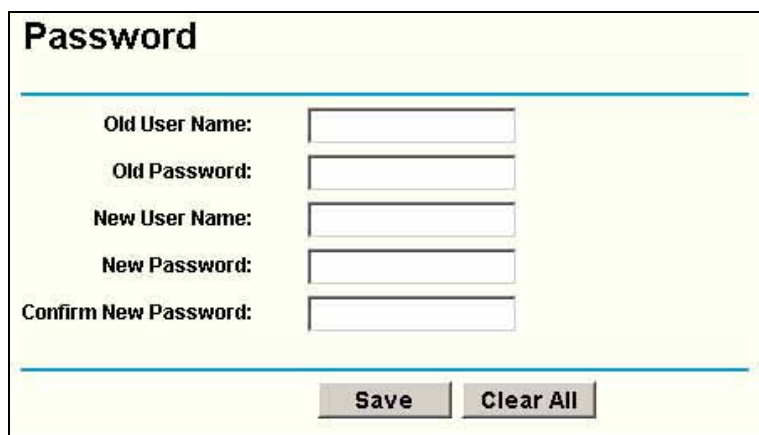 Password
Old User Name:
Old Password:
New User Name:
New Password:
Confirm New Password:
Save Clear All